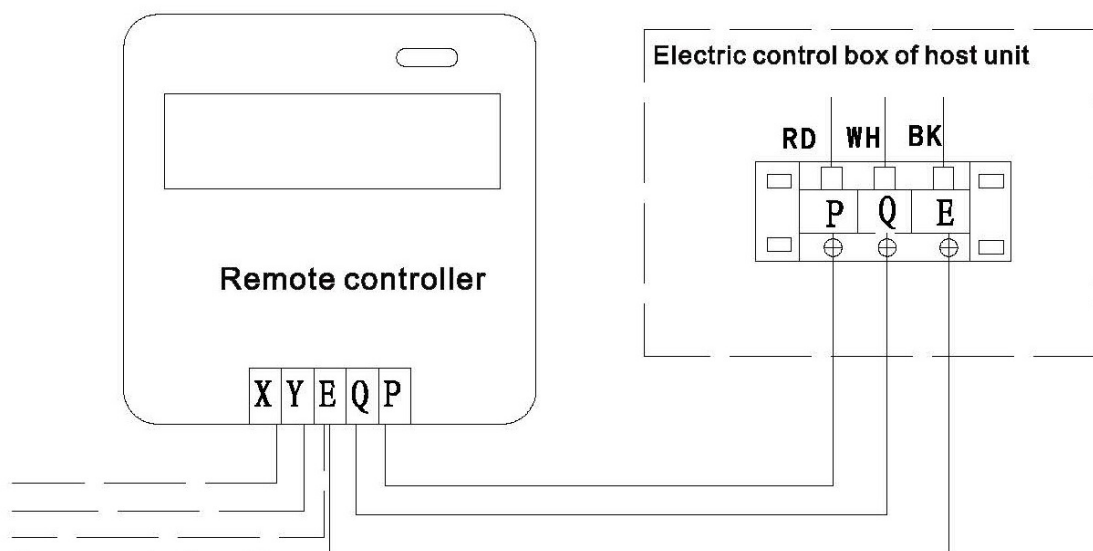 Electric control box of host unit
RD WH BK
P Q E
Remote controller
X Y E Q P